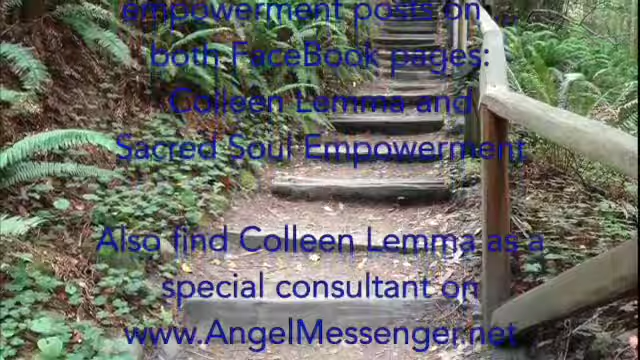 empowerment posts on
both FaceBook pages:
Colleen Lemma and
Sacred Soul Empowerment
Also find Colleen Lemma as a
special consultant on
www.AngelMessenger.net